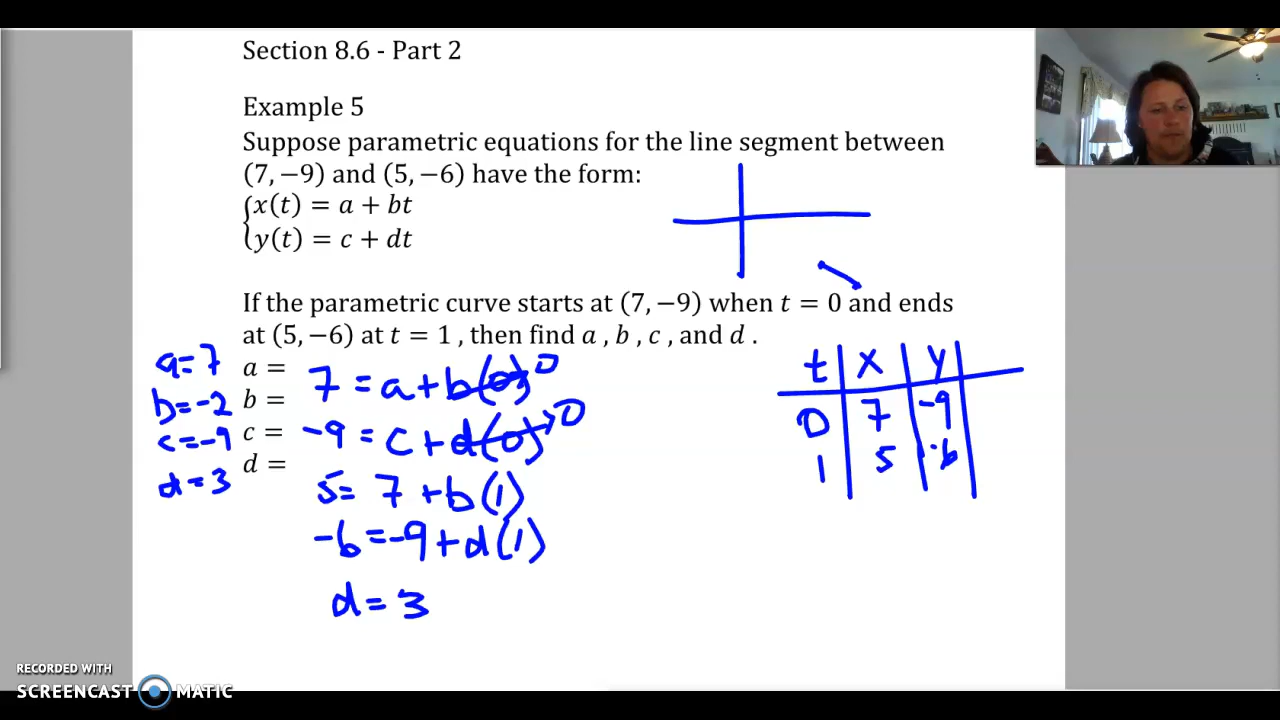 Section 8.6 - Part 2
Example 5
Suppose parametric equations for the line segment between
(7, −9) and (5, −6) have the form:
x(t) = a + bt
y(t) = c + dt
If the parametric curve starts at (7, −9) when t = 0 and ends
at (5, −6) at t = 1 , then find a , b , c , and d .
a=7
b=-2
c=-9
d=3
a =
b =
c =
d =
7 = a+b(0) 0
-9 = c+d(0) 0
5= 7 +b(1)
-6=-9+d(1)
d=3
t x y
0 7 -9
1 5 -6
RECORDED WITH
SCREENCAST MATIC